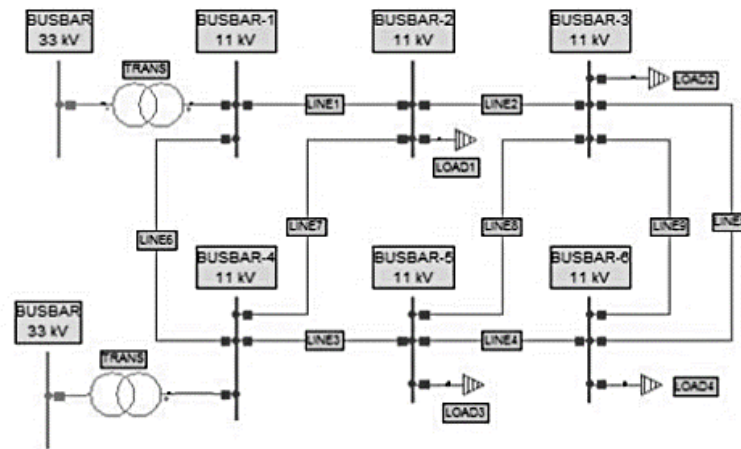 BUSBAR
33 kV
BUSBAR-1
11 kV
BUSBAR-2
11 kV
BUSBAR-3
11 kV
TRANS
LOAD2
LINE1
LINE2
LOAD1
LINE6
LINE7
LINE8
LINE9
LINE
BUSBAR-4
11 kV
BUSBAR-5
11 kV
BUSBAR-6
11 kV
BUSBAR
33 kV
TRANS
LINE3
LINE4
LOAD3
LOAD4